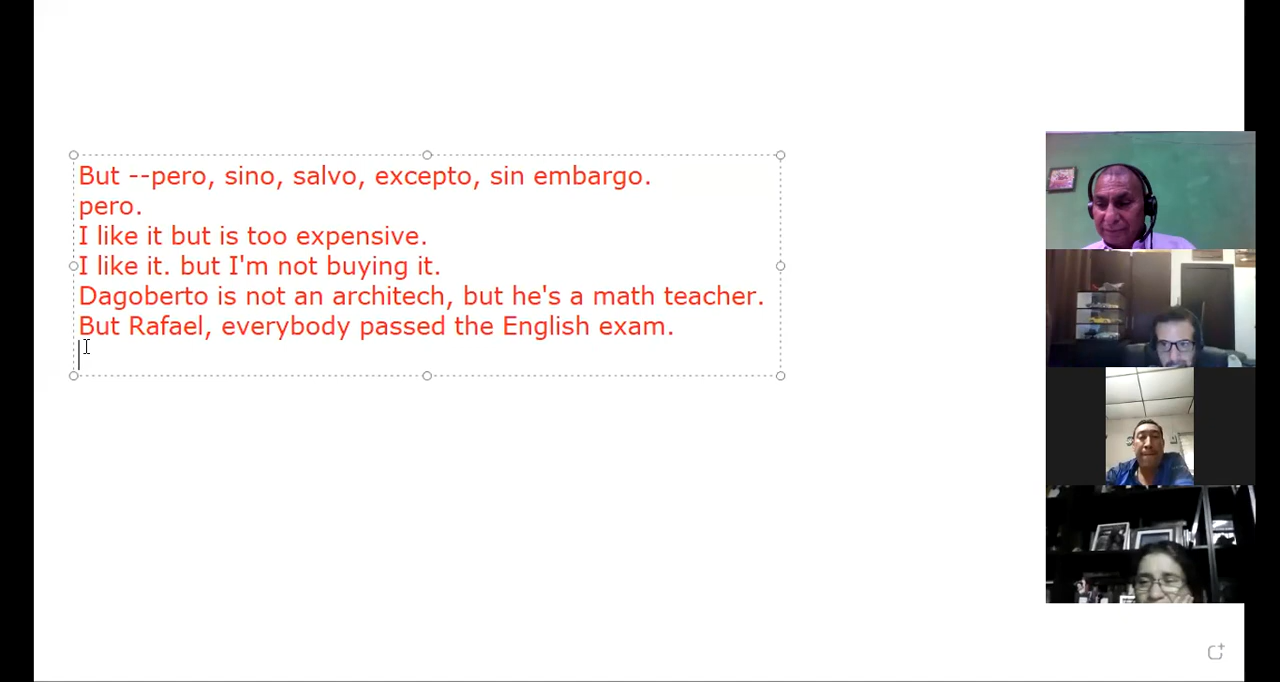 But --pero, sino, salvo, excepto, sin embargo.
pero.
I like it but is too expensive.
I like it. but I'm not buying it.
Dagoberto is not an architech, but he's a math teacher.
But Rafael, everybody passed the English exam.